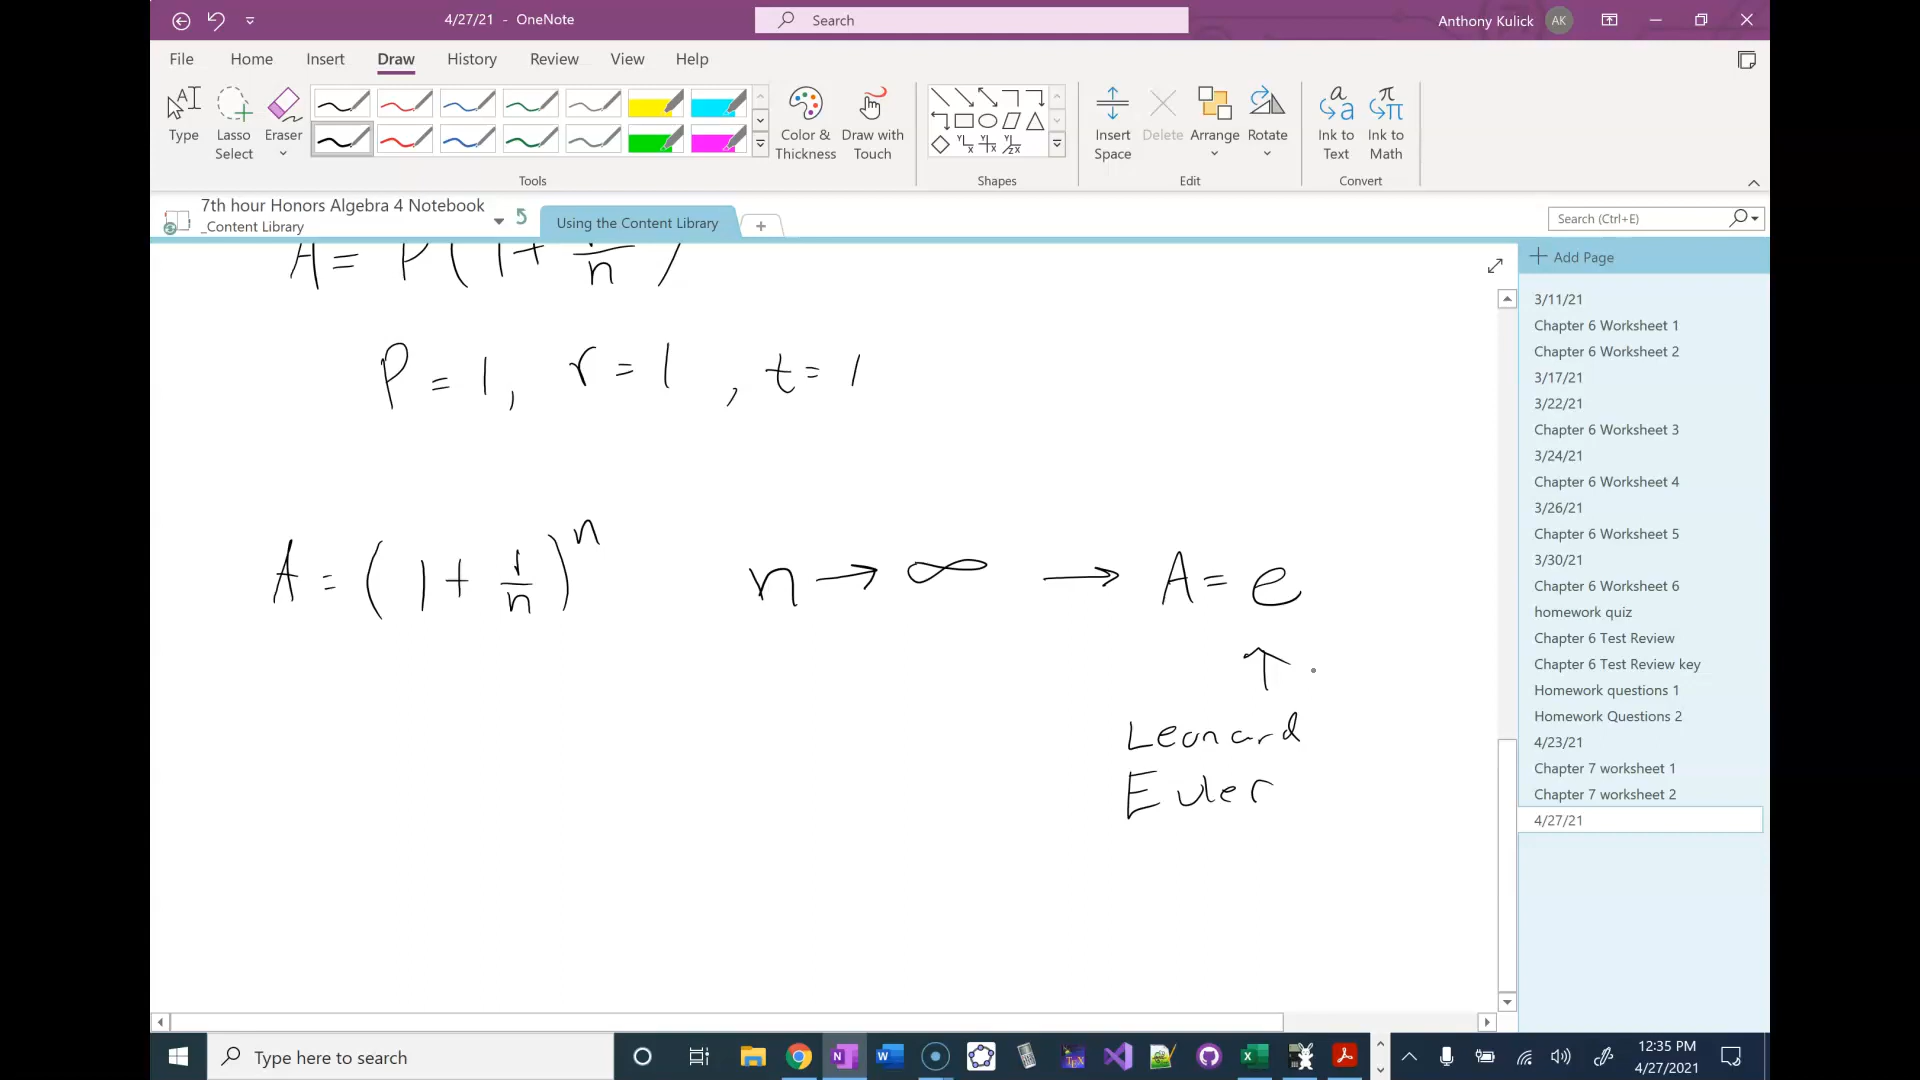 4/27/21 - OneNote
Search
Anthony Kulick AK
File Home Insert Draw History Review View Help
Type
Lasso Select
Eraser
Color & Thickness
Draw with Touch
Insert Space
Delete
Arrange
Rotate
Ink to Text
Ink to Math
Tools
Shapes
Edit
Convert
7th hour Honors Algebra 4 Notebook
_Content Library
Using the Content Library
Search (Ctrl+E)
Add Page
3/11/21
Chapter 6 Worksheet 1
Chapter 6 Worksheet 2
3/17/21
3/22/21
Chapter 6 Worksheet 3
3/24/21
Chapter 6 Worksheet 4
3/26/21
Chapter 6 Worksheet 5
3/30/21
Chapter 6 Worksheet 6
homework quiz
Chapter 6 Test Review
Chapter 6 Test Review key
Homework questions 1
Homework Questions 2
4/23/21
Chapter 7 worksheet 1
Chapter 7 worksheet 2
4/27/21
A = P(1 + r/n)
P = 1, r = 1, t = 1
A = (1 + 1/n)^n n → ∞ → A = e
↑
Leonard
Euler
Type here to search
12:35 PM
4/27/2021